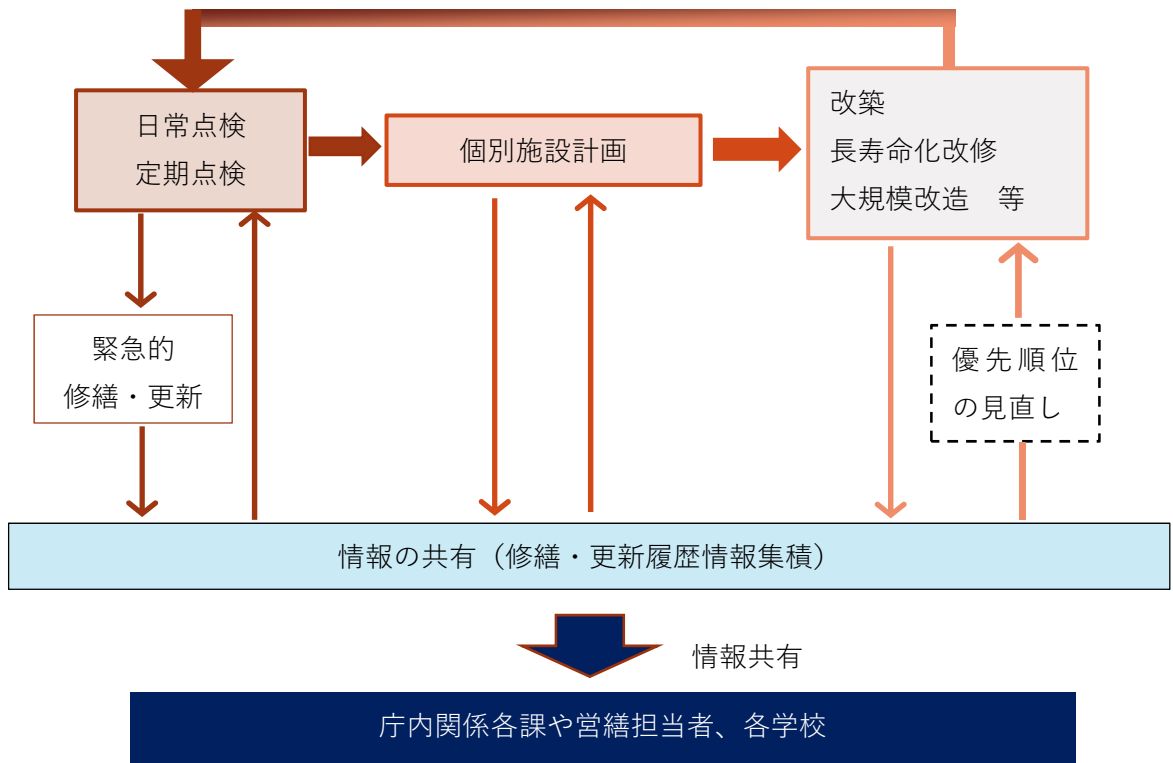 日常点検
定期点検
個別施設計画
改築
長寿命化改修
大規模改造　等
緊急的
修繕・更新
優先順位
の見直し
情報の共有（修繕・更新履歴情報集積）
情報共有
庁内関係各課や営繕担当者、各学校